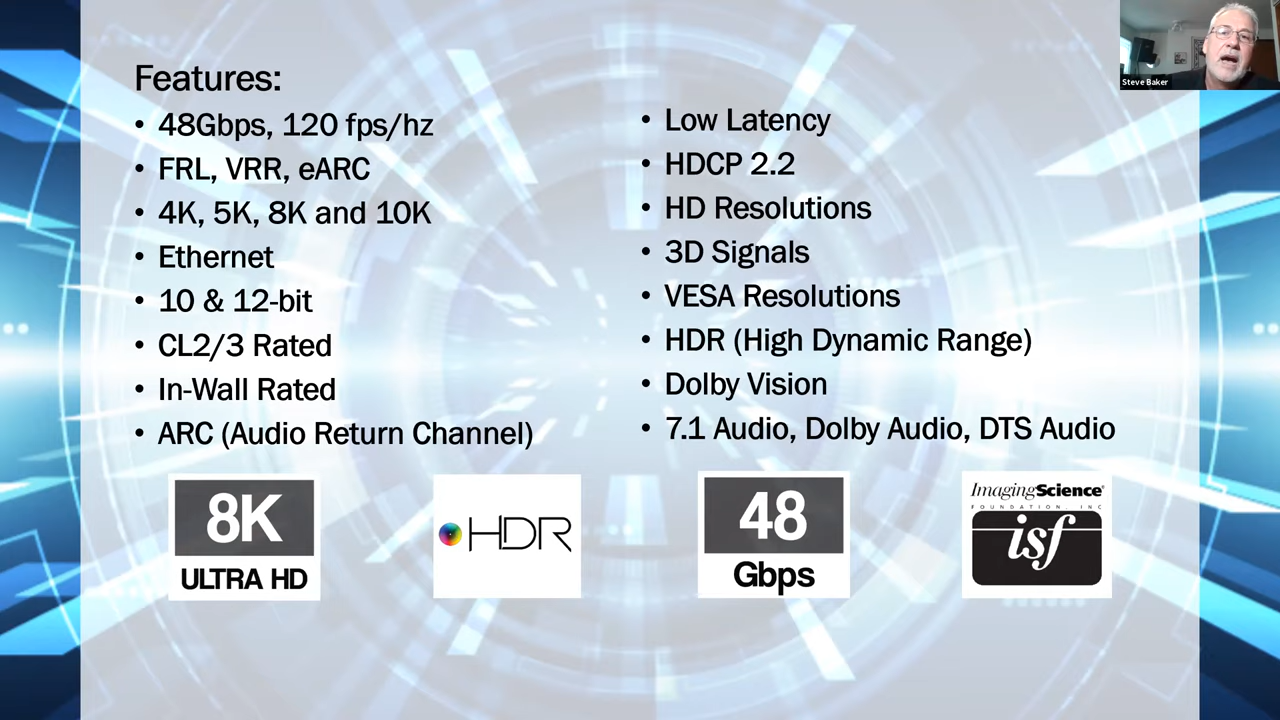 Steve Baker
Features:
• 48Gbps, 120 fps/hz
• FRL, VRR, eARC
• 4K, 5K, 8K and 10K
• Ethernet
• 10 & 12-bit
• CL2/3 Rated
• In-Wall Rated
• ARC (Audio Return Channel)
• Low Latency
• HDCP 2.2
• HD Resolutions
• 3D Signals
• VESA Resolutions
• HDR (High Dynamic Range)
• Dolby Vision
• 7.1 Audio, Dolby Audio, DTS Audio
8K
ULTRA HD
HDR
48
Gbps
ImagingScience®
FOUNDATION INC
isf